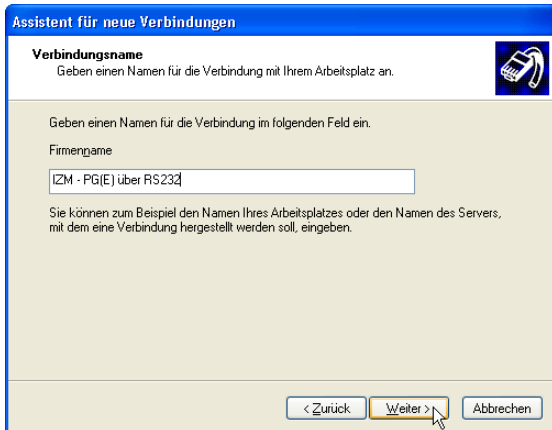 Assistent für neue Verbindungen
Verbindungsname
Geben einen Namen für die Verbindung mit Ihrem Arbeitsplatz an.
Geben einen Namen für die Verbindung im folgenden Feld ein.
Firmenname
IZM - PG(E) über RS232
Sie können zum Beispiel den Namen Ihres Arbeitsplatzes oder den Namen des Servers,
mit dem eine Verbindung hergestellt werden soll, eingeben.
< Zurück Weiter > Abbrechen